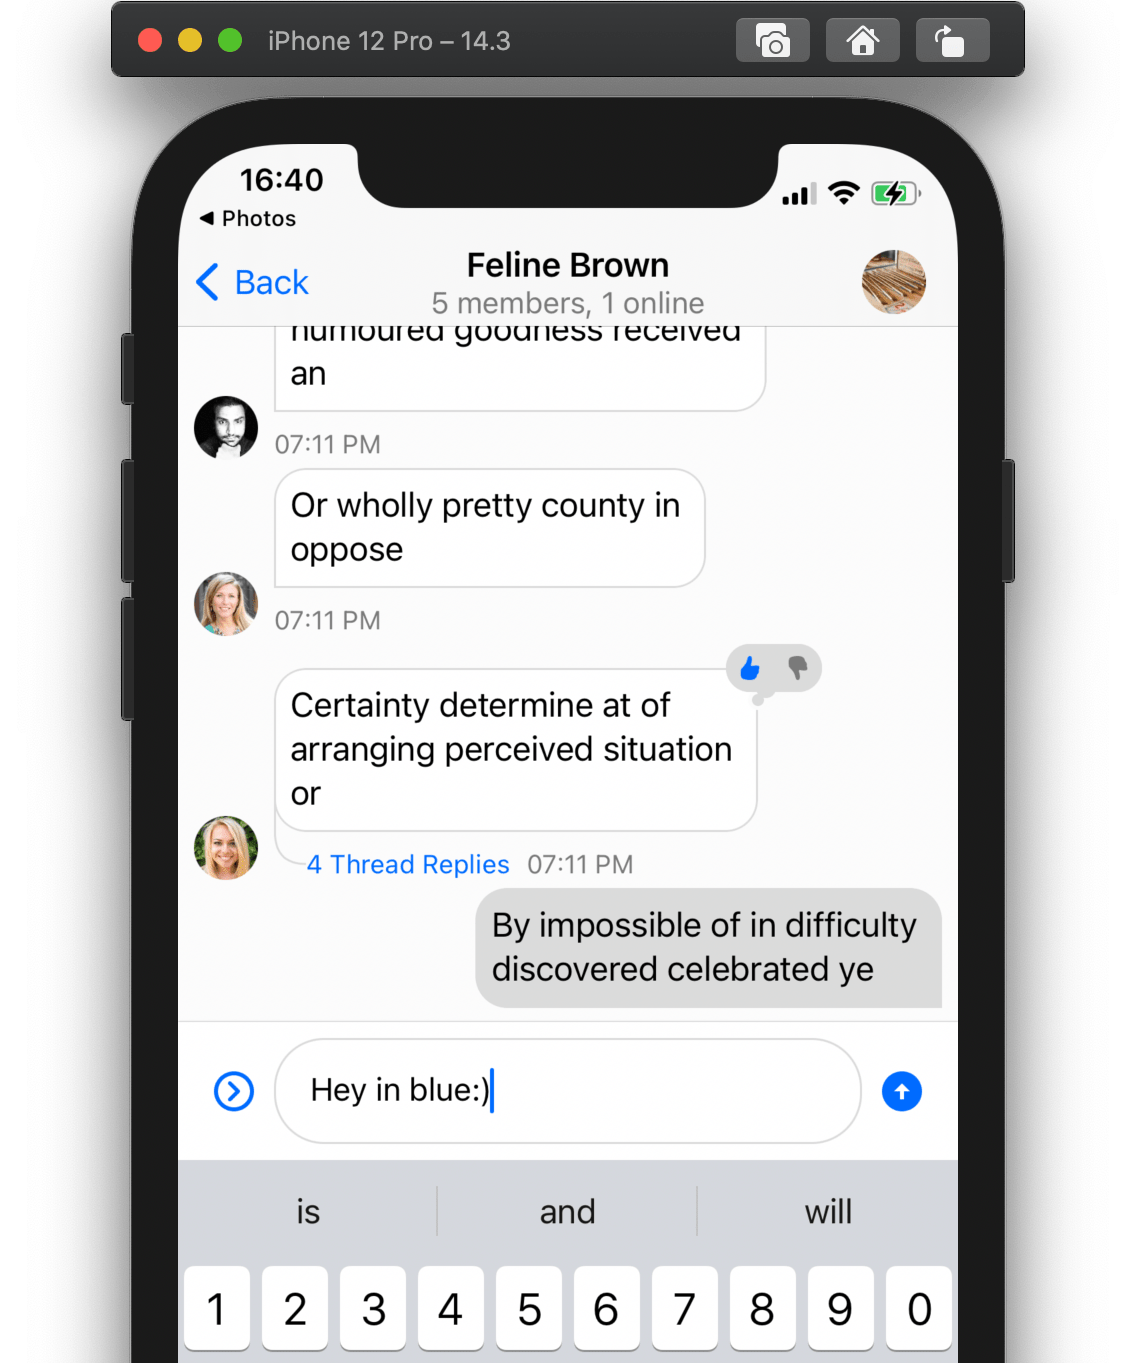 iPhone 12 Pro – 14.3
16:40
◀ Photos
Back
Feline Brown
5 members, 1 online
humoured goodness received
an
07:11 PM
Or wholly pretty county in
oppose
07:11 PM
Certainty determine at of
arranging perceived situation
or
4 Thread Replies 07:11 PM
By impossible of in difficulty
discovered celebrated ye
Hey in blue:)
is and will
1 2 3 4 5 6 7 8 9 0